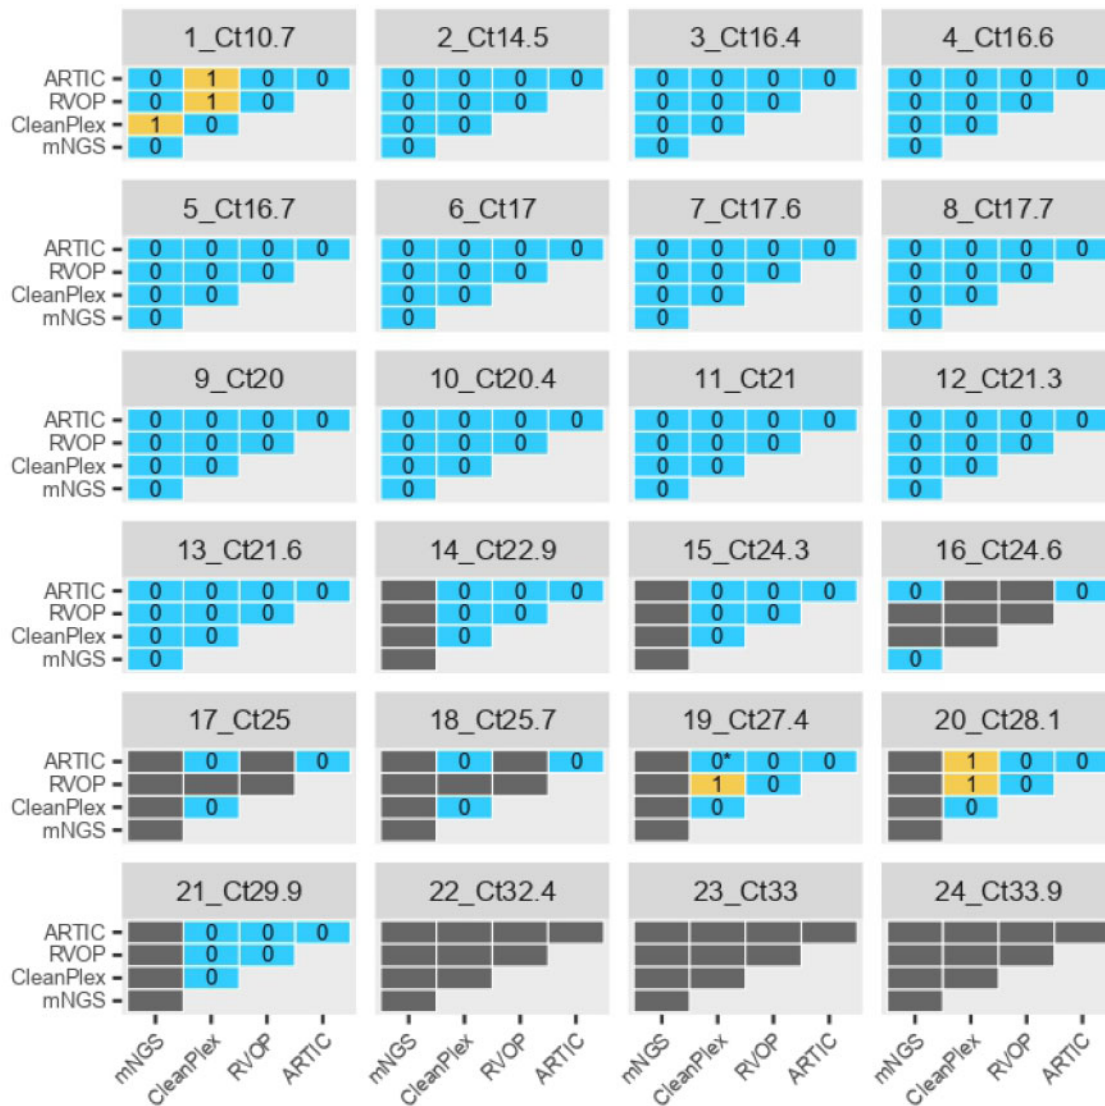 1_Ct10.7 2_Ct14.5 3_Ct16.4 4_Ct16.6
ARTIC 0 1 0 0 0 0 0 0 0 0 0 0 0 0 0 0
RVOP 0 1 0 0 0 0 0 0 0 0 0 0
CleanPlex 1 0 0 0 0 0 0 0
mNGS 0 0 0 0
5_Ct16.7 6_Ct17 7_Ct17.6 8_Ct17.7
ARTIC 0 0 0 0 0 0 0 0 0 0 0 0 0 0 0 0
RVOP 0 0 0 0 0 0 0 0 0 0 0 0
CleanPlex 0 0 0 0 0 0 0 0
mNGS 0 0 0 0
9_Ct20 10_Ct20.4 11_Ct21 12_Ct21.3
ARTIC 0 0 0 0 0 0 0 0 0 0 0 0 0 0 0 0
RVOP 0 0 0 0 0 0 0 0 0 0 0 0
CleanPlex 0 0 0 0 0 0 0 0
mNGS 0 0 0 0
13_Ct21.6 14_Ct22.9 15_Ct24.3 16_Ct24.6
ARTIC 0 0 0 0 0 0 0 0 0 0 0 0
RVOP 0 0 0 0 0 0 0
CleanPlex 0 0 0 0
mNGS 0 0
17_Ct25 18_Ct25.7 19_Ct27.4 20_Ct28.1
ARTIC 0 0 0 0 0* 0 0 1 0 0
RVOP 1 0 1 0
CleanPlex 0 0 0 0
mNGS
21_Ct29.9 22_Ct32.4 23_Ct33 24_Ct33.9
ARTIC 0 0 0
RVOP 0 0
CleanPlex 0
mNGS
mNGS CleanPlex RVOP ARTIC mNGS CleanPlex RVOP ARTIC mNGS CleanPlex RVOP ARTIC mNGS CleanPlex RVOP ARTIC